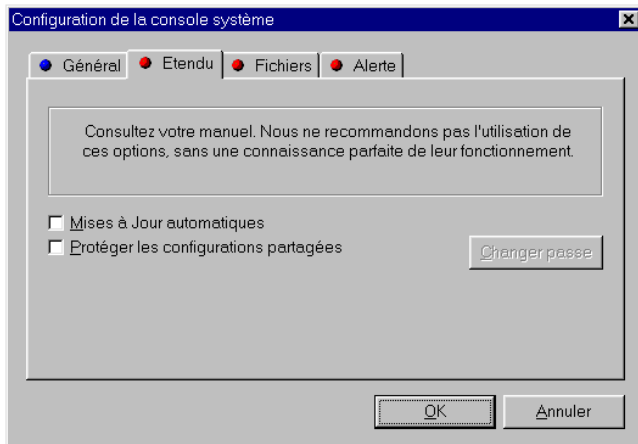 Configuration de la console système
Général Etendu Fichiers Alerte
Consultez votre manuel. Nous ne recommandons pas l'utilisation de
ces options, sans une connaissance parfaite de leur fonctionnement.
Mises à Jour automatiques
Protéger les configurations partagées
Changer passe
OK Annuler